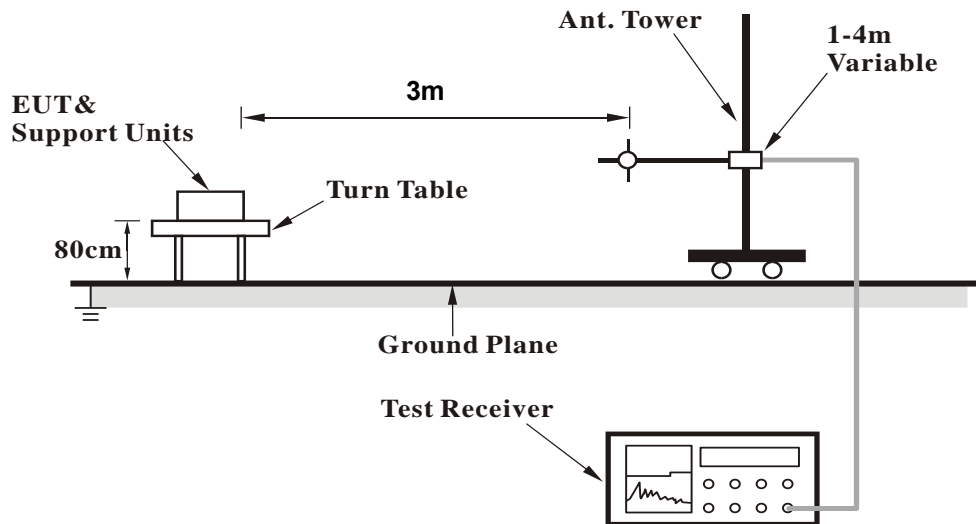 Ant. Tower
1-4m
Variable
3m
EUT&
Support Units
Turn Table
80cm
Ground Plane
Test Receiver